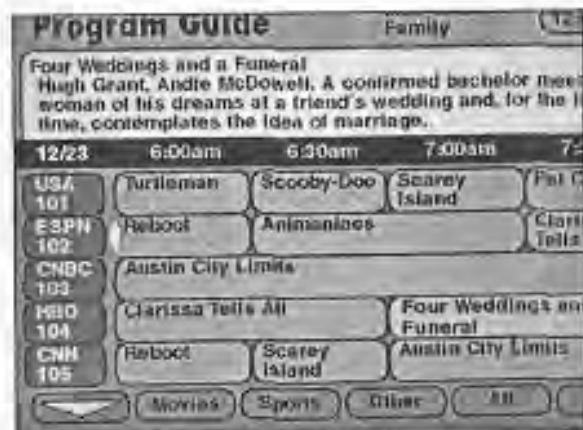 Program Guide Family
Four Weddings and a Funeral
Hugh Grant, Andie McDowell. A confirmed bachelor
woman of his dreams at a friend's wedding and, for the
time, contemplates the idea of marriage.
12/23 6:00am 6:30am 7:00am
USA
101
Turtleman Scooby-Doo Scarey
Island
ESPN
102
Reboot Animaniacs
Tells
CNBC
103
Austin City Limits
HBO
104
Clarissa Tells All Four Weddings
Funeral
CNN
105
Reboot Scarey
Island
Austin City Limits
Movies Sports Other All